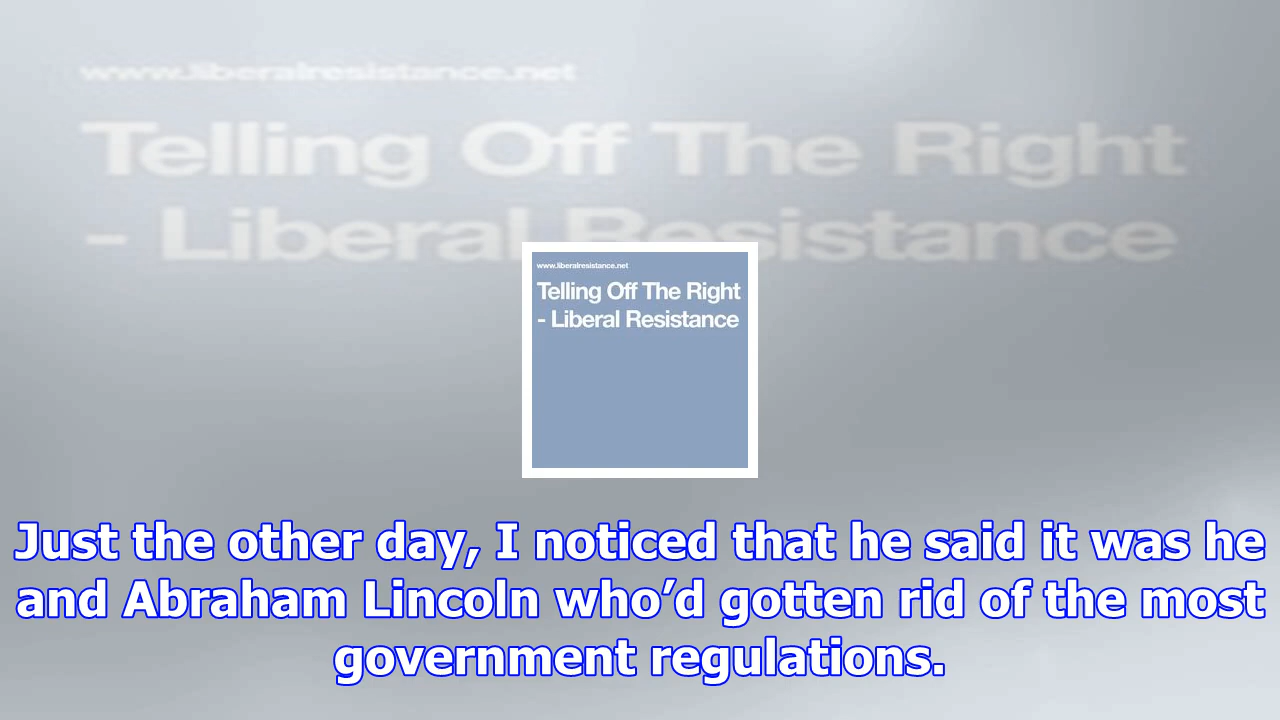 www.liberalresistance.net
Telling Off The Right
- Liberal Resistance
www.liberalresistance.net
Telling Off The Right
- Liberal Resistance
Just the other day, I noticed that he said it was he
and Abraham Lincoln who’d gotten rid of the most
government regulations.